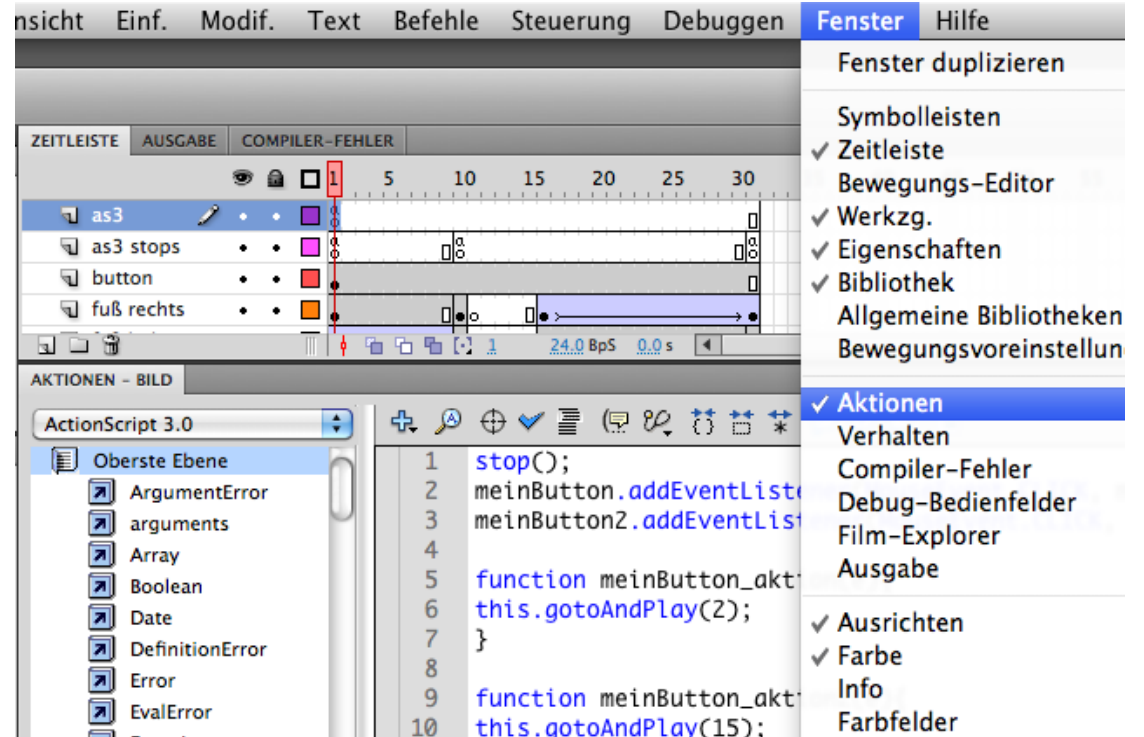 nsicht Einf. Modif. Text Befehle Steuerung Debuggen Fenster Hilfe
Fenster duplizieren
Symbolleisten
Zeitleiste
Bewegungs-Editor
Werkzg.
Eigenschaften
Bibliothek
Allgemeine Bibliotheken
Bewegungsvoreinstellun
Aktionen
Verhalten
Compiler-Fehler
Debug-Bedienfelder
Film-Explorer
Ausgabe
Ausrichten
Farbe
Info
Farbfelder
ZEITLEISTE AUSGABE COMPILER-FEHLER
1 5 10 15 20 25 30
as3
as3 stops
button
fuß rechts
1 24.0 BpS 0.0 s
AKTIONEN - BILD
ActionScript 3.0
Oberste Ebene
ArgumentError
arguments
Array
Boolean
Date
DefinitionError
Error
EvalError
1 stop();
2 meinButton.addEventListe
3 meinButton2.addEventLis
4
5 function meinButton_akt
6 this.gotoAndPlay(2);
7 }
8
9 function meinButton_akt
10 this.gotoAndPlay(15);